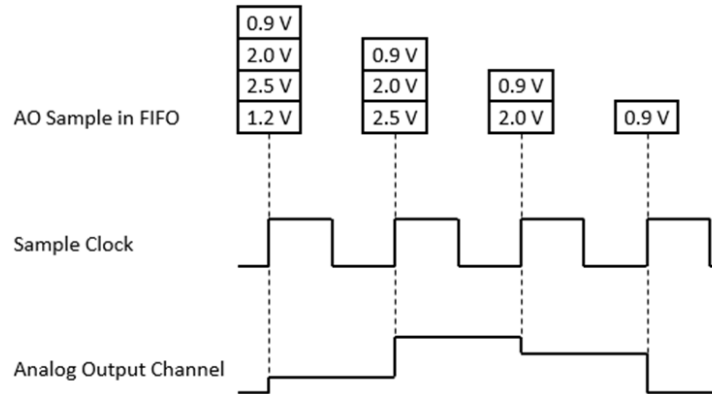 0.9 V
2.0 V
2.5 V
1.2 V
0.9 V
2.0 V
2.5 V
0.9 V
2.0 V
0.9 V
AO Sample in FIFO
Sample Clock
Analog Output Channel